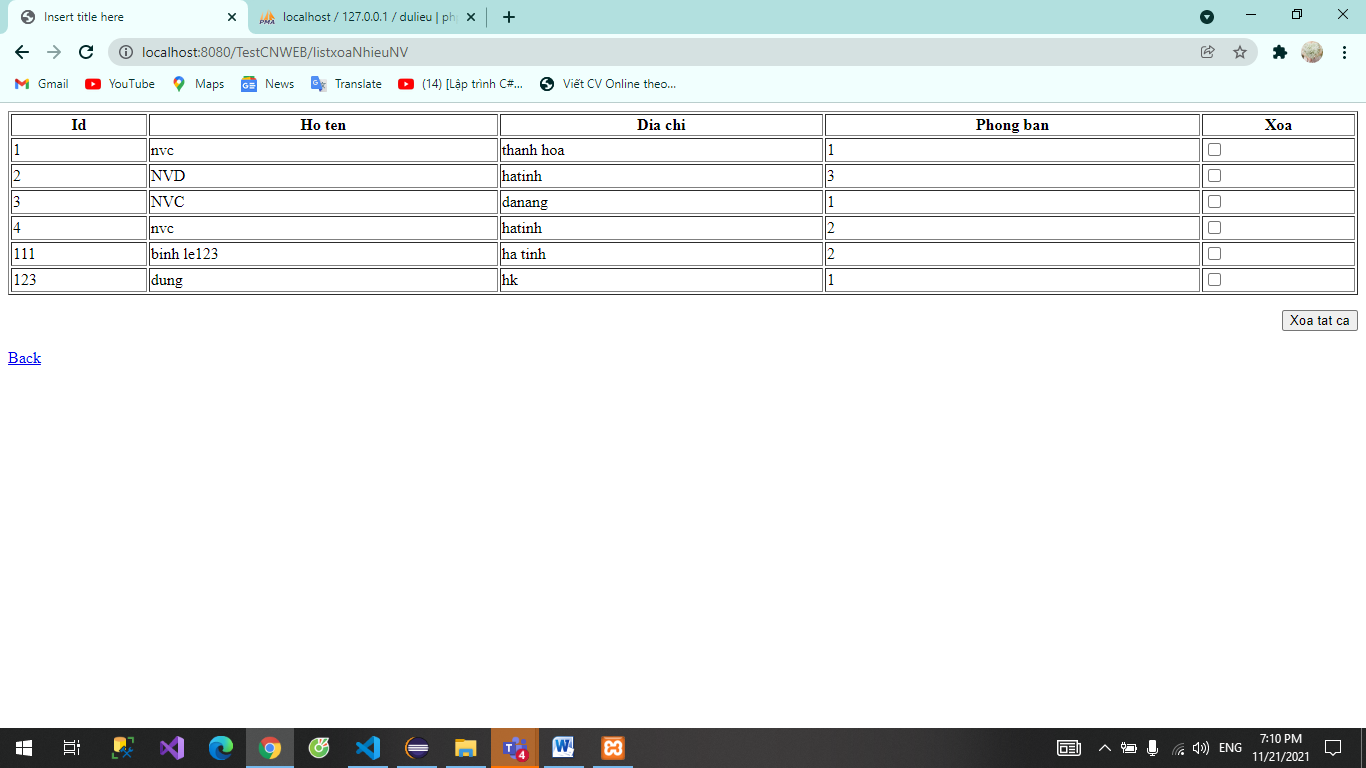 Insert title here
localhost / 127.0.0.1 / dulieu | ph
localhost:8080/TestCNWEB/listxoaNhieuNV
Gmail YouTube Maps News Translate (14) [Lập trình C#... Viết CV Online theo...
Id Ho ten Dia chi Phong ban Xoa
1 nvc thanh hoa 1
2 NVD hatinh 3
3 NVC danang 1
4 nvc hatinh 2
111 binh le123 ha tinh 2
123 dung hk 1
Xoa tat ca
Back
4
ENG
7:10 PM
11/21/2021